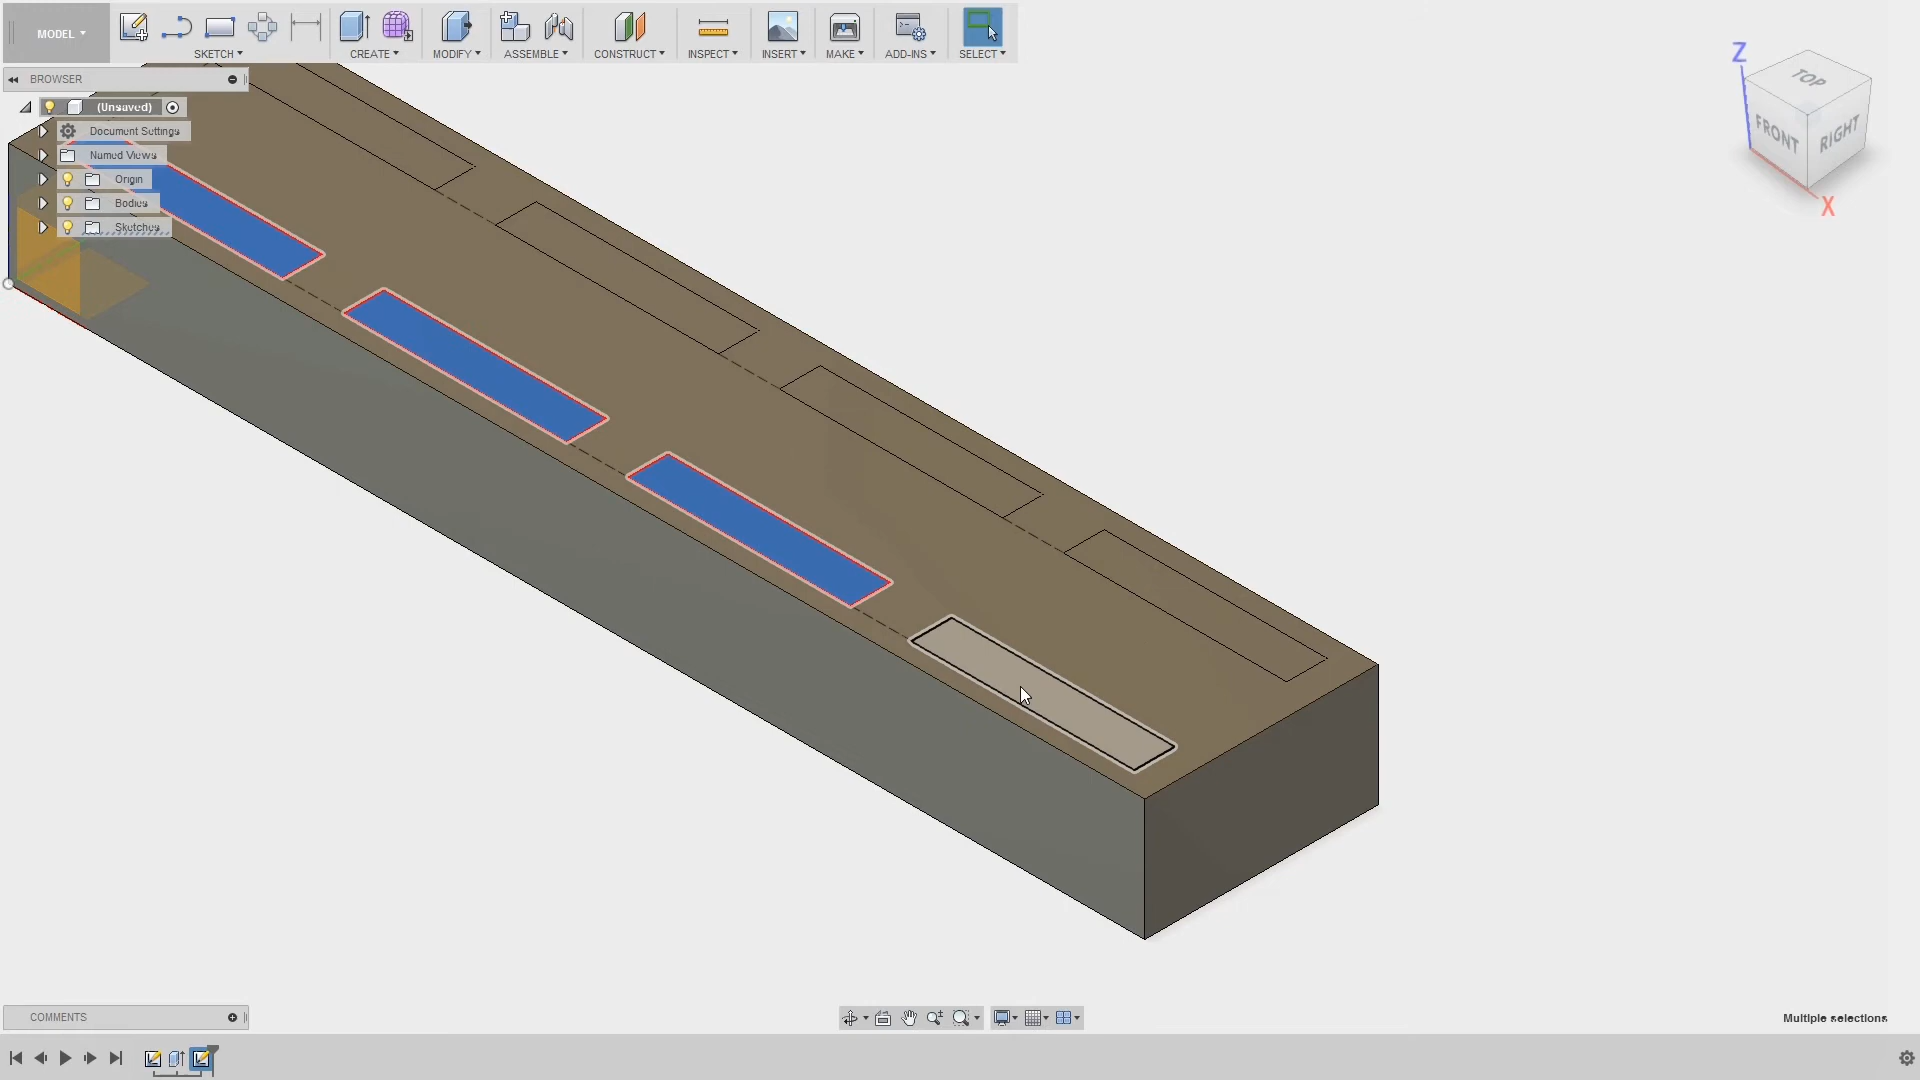 MODEL
SKETCH
CREATE
MODIFY
ASSEMBLE
CONSTRUCT
INSPECT
INSERT
MAKE
ADD-INS
SELECT
BROWSER
(Unsaved)
Document Settings
Named Views
Origin
Bodies
Sketches
Z
TOP
FRONT
RIGHT
X
COMMENTS
Multiple selections